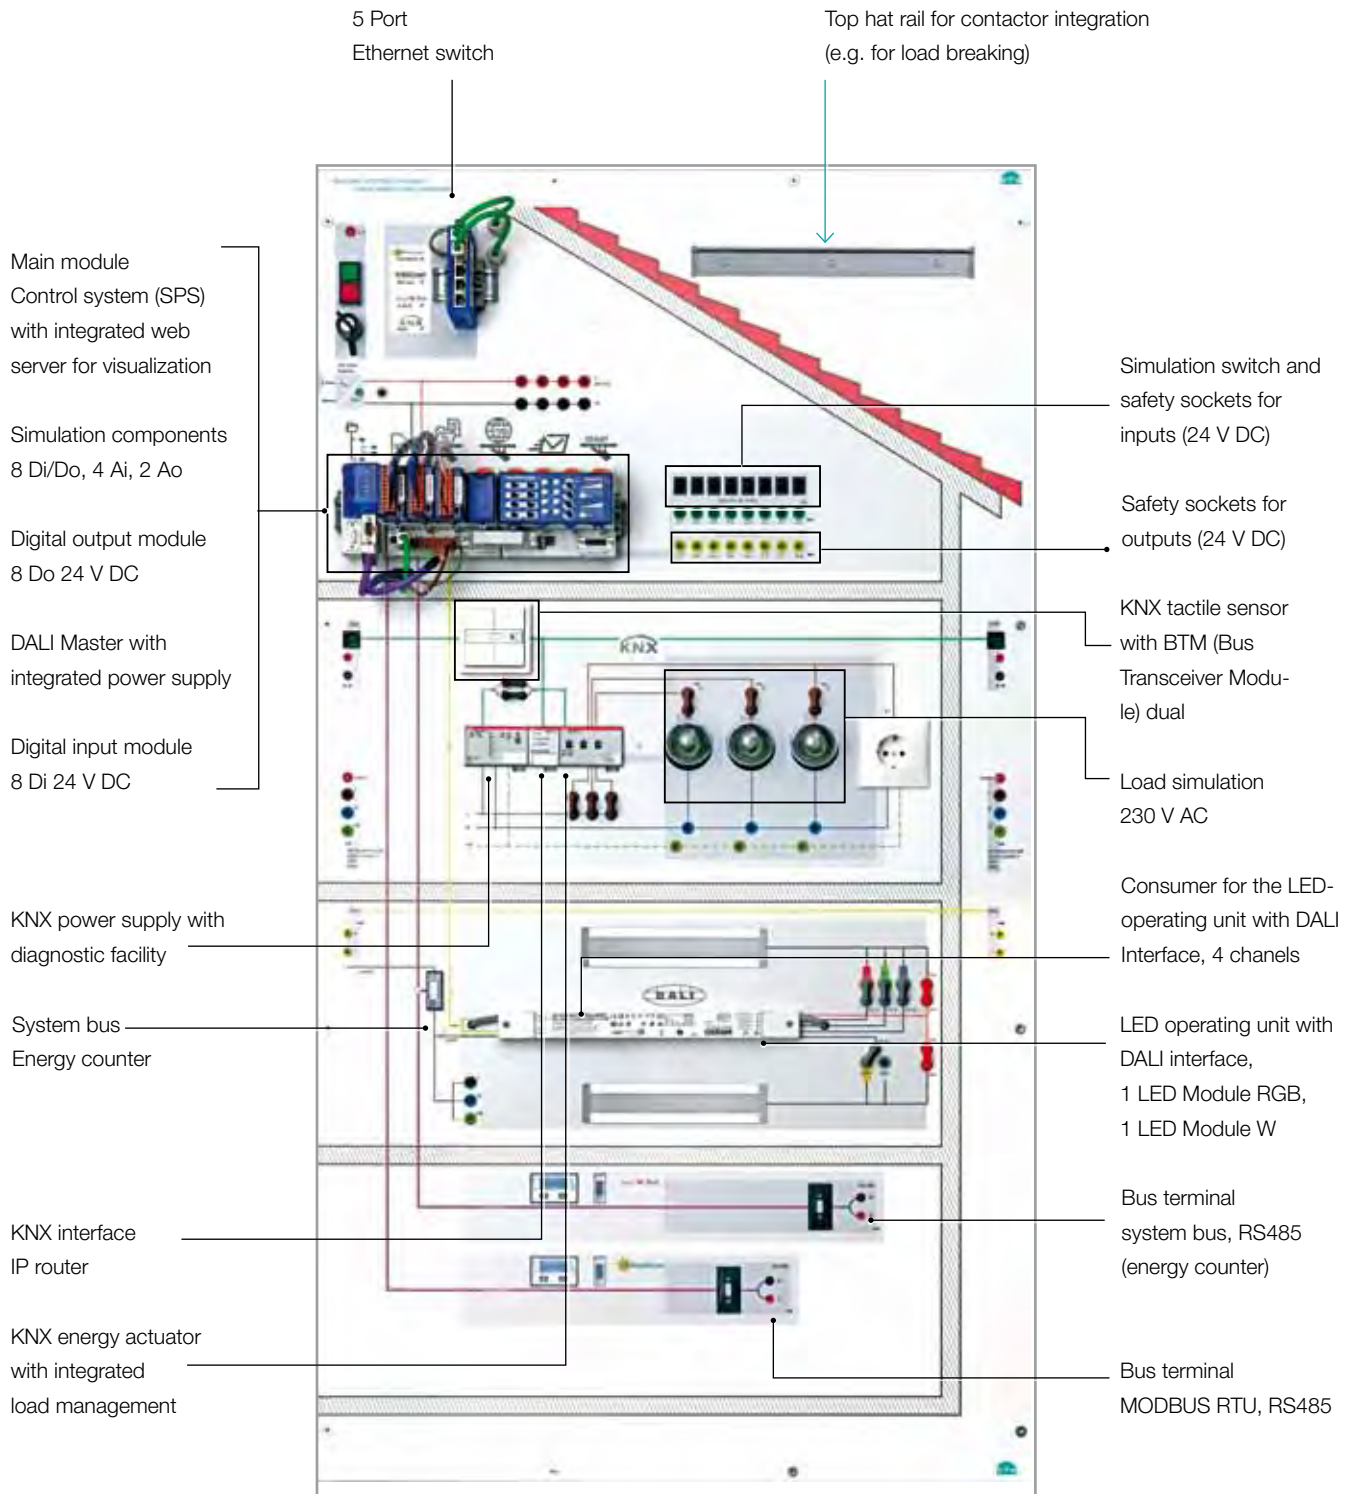 5 Port
Ethernet switch
Top hat rail for contactor integration
(e.g. for load breaking)
Main module
Control system (SPS)
with integrated web
server for visualization
Simulation components
8 Di/Do, 4 Ai, 2 Ao
Digital output module
8 Do 24 V DC
DALI Master with
integrated power supply
Digital input module
8 Di 24 V DC
KNX power supply with
diagnostic facility
System bus
Energy counter
KNX interface
IP router
KNX energy actuator
with integrated
load management
KNX
DALI
Simulation switch and
safety sockets for
inputs (24 V DC)
Safety sockets for
outputs (24 V DC)
KNX tactile sensor
with BTM (Bus
Transceiver Modu-
le) dual
Load simulation
230 V AC
Consumer for the LED-
operating unit with DALI
Interface, 4 chanels
LED operating unit with
DALI interface,
1 LED Module RGB,
1 LED Module W
Bus terminal
system bus, RS485
(energy counter)
Bus terminal
MODBUS RTU, RS485